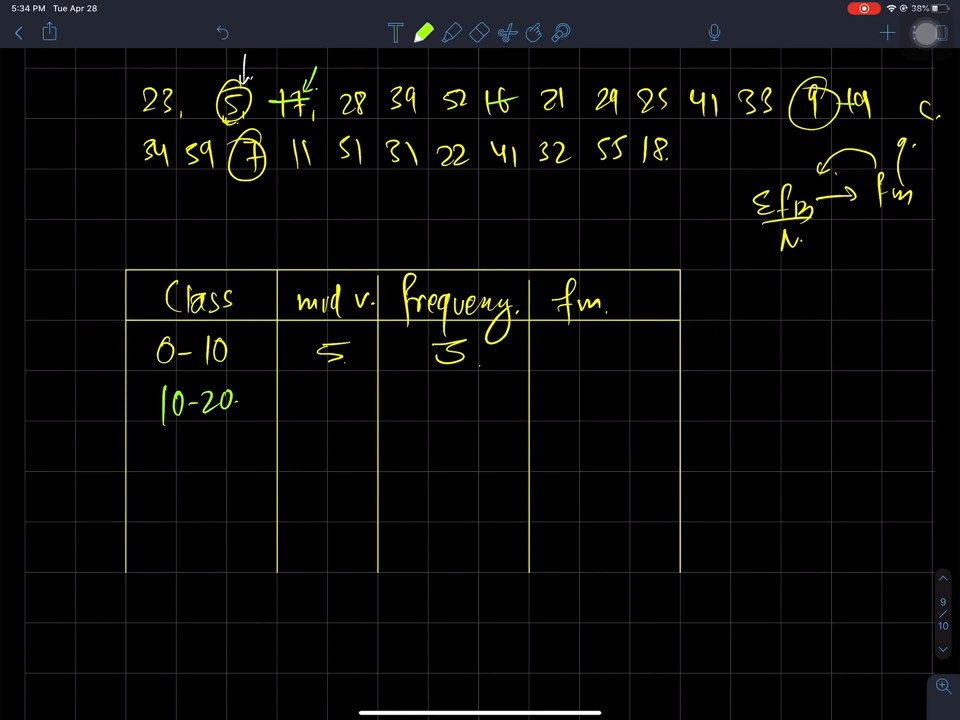 5:34 PM Tue Apr 28
38%
23, 5, 17, 28 39 52 16 21 29 25 41 33 9 19 c.
34 59 7 11 51 31 22 41 32 55 18.
Σfm → fm
N.
Class mid v. frequency. fm.
0-10 5 3
10-20.
9
/
10